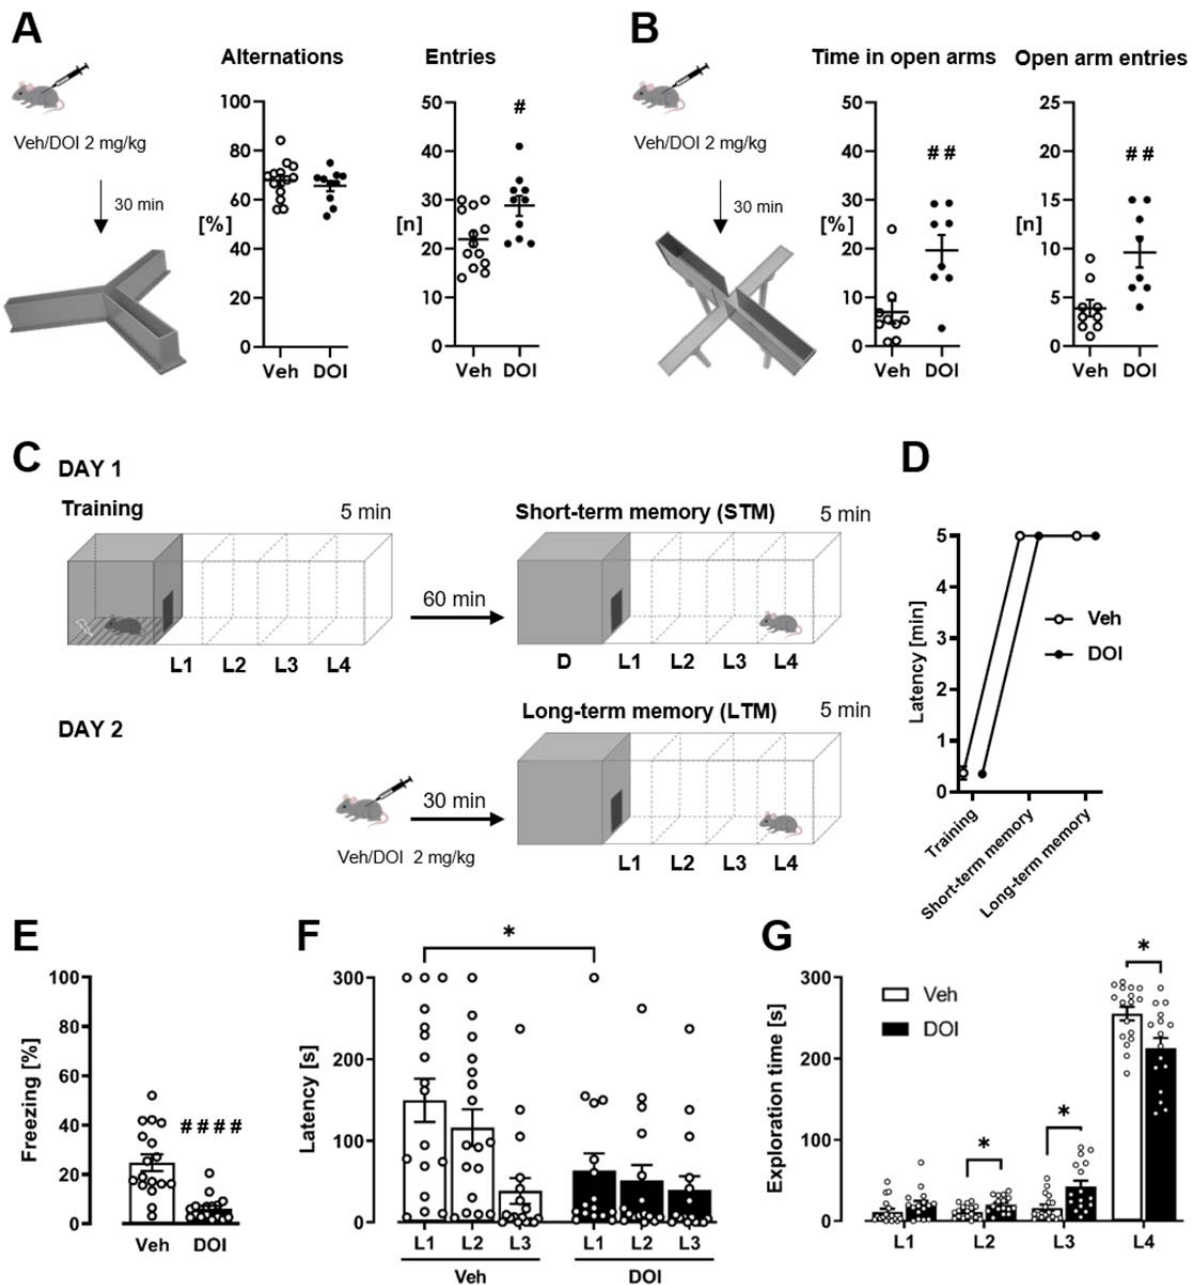 A
Veh/DOI 2 mg/kg
30 min
Alternations
100
80
60
[%]
40
20
0
Veh DOI
Entries
50
#
40
30
[n]
20
10
0
Veh DOI
B
Veh/DOI 2 mg/kg
30 min
Time in open arms
50
40
# #
30
[%]
20
10
0
Veh DOI
Open arm entries
25
20
# #
15
[n]
10
5
0
Veh DOI
C
DAY 1
Training
5 min
L1 L2 L3 L4
60 min
Short-term memory (STM)
5 min
D L1 L2 L3 L4
DAY 2
Veh/DOI 2 mg/kg
30 min
Long-term memory (LTM)
5 min
L1 L2 L3 L4
D
Latency [min]
5
4
3
2
1
0
Veh
DOI
Training
Short-term memory
Long-term memory
E
Freezing [%]
100
80
60
40
20
0
# # # #
Veh DOI
F
Latency [s]
300
200
100
0
*
L1 L2 L3 L1 L2 L3
Veh DOI
G
Exploration time [s]
300
200
100
0
Veh
DOI
*
*
*
L1 L2 L3 L4